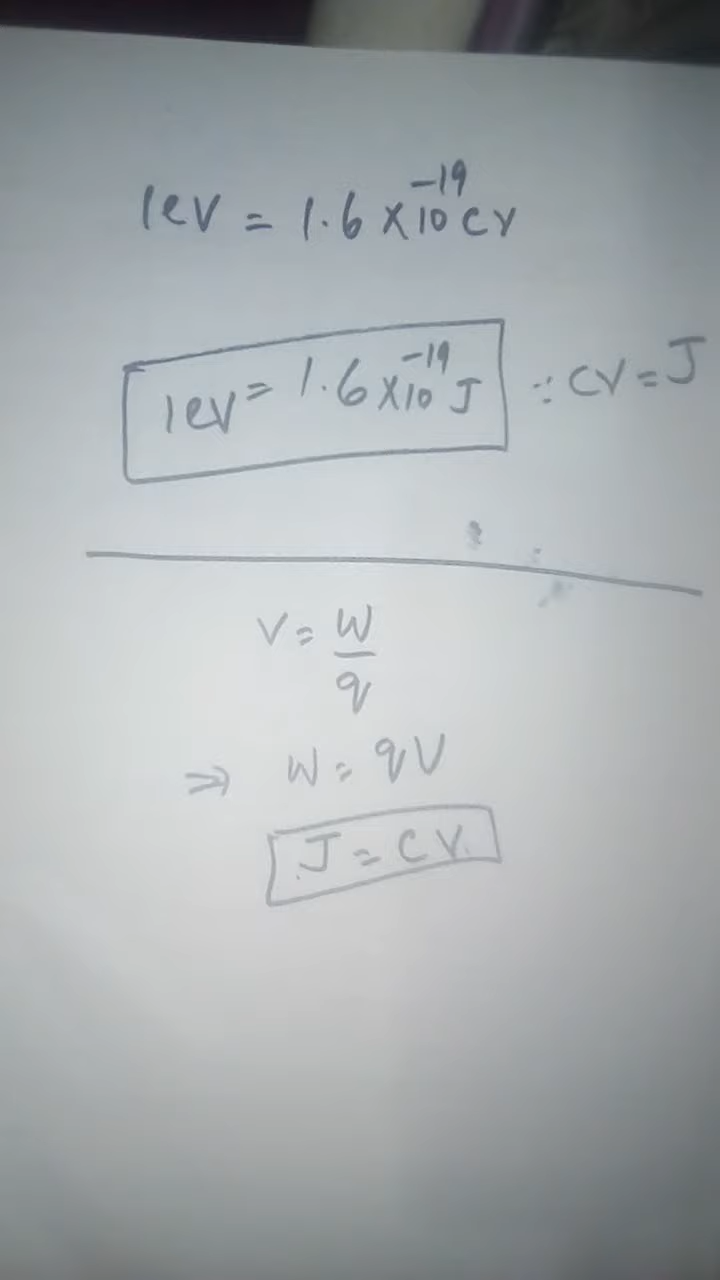 1eV = 1.6 × 10⁻¹⁹ CV
1eV = 1.6 × 10⁻¹⁹ J ∵ CV = J
V = W/q
⇒ W = qV
J = CV